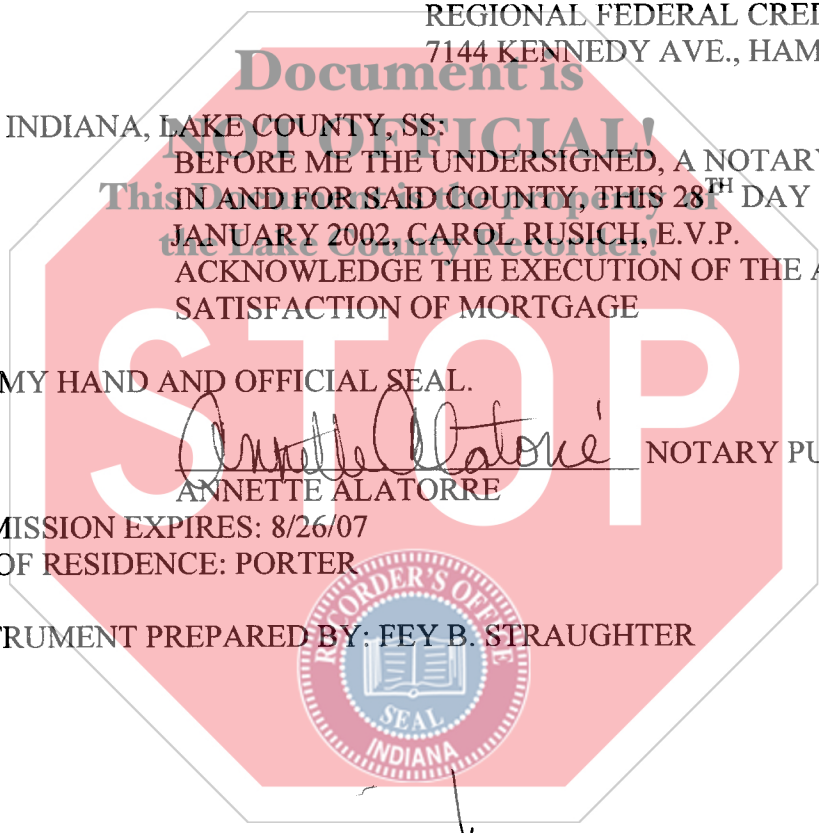 REGIONAL FEDERAL CRED
7144 KENNEDY AVE., HAM
Document is
NOT OFFICIAL!
This Document is the property of
the Lake County Recorder!
INDIANA, LAKE COUNTY, SS:
BEFORE ME THE UNDERSIGNED, A NOTARY
IN AND FOR SAID COUNTY, THIS 28TH DAY
JANUARY 2002, CAROL RUSICH, E.V.P.
ACKNOWLEDGE THE EXECUTION OF THE A
SATISFACTION OF MORTGAGE
STOP
MY HAND AND OFFICIAL SEAL.
Annette Alatorré NOTARY PU
ANNETTE ALATORRE
MISSION EXPIRES: 8/26/07
OF RESIDENCE: PORTER
TRUMENT PREPARED BY: FEY B. STRAUGHTER
RECORDER'S OFFICE
SEAL
INDIANA